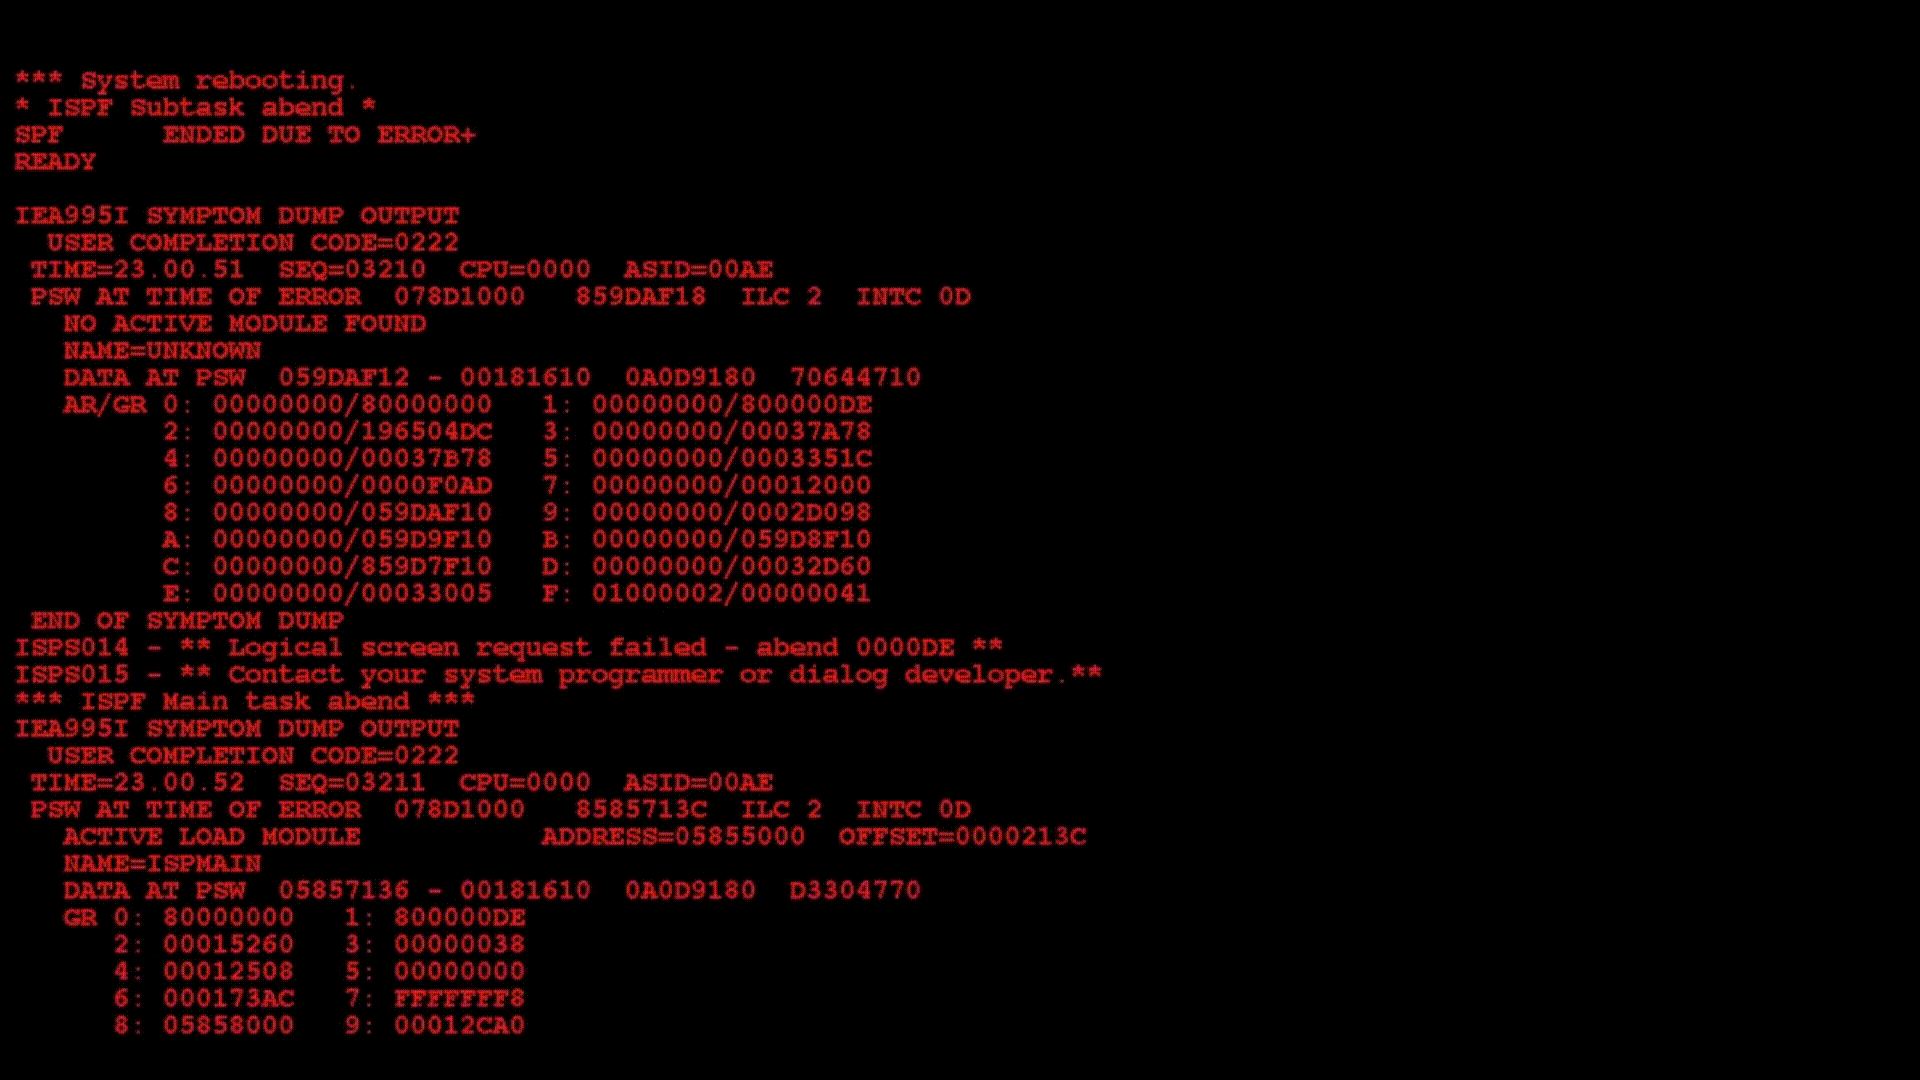 *** System rebooting.
* ISPF Subtask abend *
SPF      ENDED DUE TO ERROR+
READY

IEA995I SYMPTOM DUMP OUTPUT
  USER COMPLETION CODE=0222
 TIME=23.00.51  SEQ=03210  CPU=0000  ASID=00AE
 PSW AT TIME OF ERROR  078D1000   859DAF18  ILC 2  INTC 0D
   NO ACTIVE MODULE FOUND
   NAME=UNKNOWN
   DATA AT PSW  059DAF12 - 00181610  0A0D9180  70644710
   AR/GR 0: 00000000/80000000   1: 00000000/800000DE
         2: 00000000/196504DC   3: 00000000/00037A78
         4: 00000000/00037B78   5: 00000000/0003351C
         6: 00000000/0000F0AD   7: 00000000/00012000
         8: 00000000/059DAF10   9: 00000000/0002D098
         A: 00000000/059D9F10   B: 00000000/059D8F10
         C: 00000000/859D7F10   D: 00000000/00032D60
         E: 00000000/00033005   F: 01000002/00000041
 END OF SYMPTOM DUMP
ISPS014 - ** Logical screen request failed - abend 0000DE **
ISPS015 - ** Contact your system programmer or dialog developer.**
*** ISPF Main task abend ***
IEA995I SYMPTOM DUMP OUTPUT
  USER COMPLETION CODE=0222
 TIME=23.00.52  SEQ=03211  CPU=0000  ASID=00AE
 PSW AT TIME OF ERROR  078D1000   8585713C  ILC 2  INTC 0D
   ACTIVE LOAD MODULE           ADDRESS=05855000  OFFSET=0000213C
   NAME=ISPMAIN
   DATA AT PSW  05857136 - 00181610  0A0D9180  D3304770
   GR 0: 80000000   1: 800000DE
      2: 00015260   3: 00000038
      4: 00012508   5: 00000000
      6: 000173AC   7: FFFFFFF8
      8: 05858000   9: 00012CA0